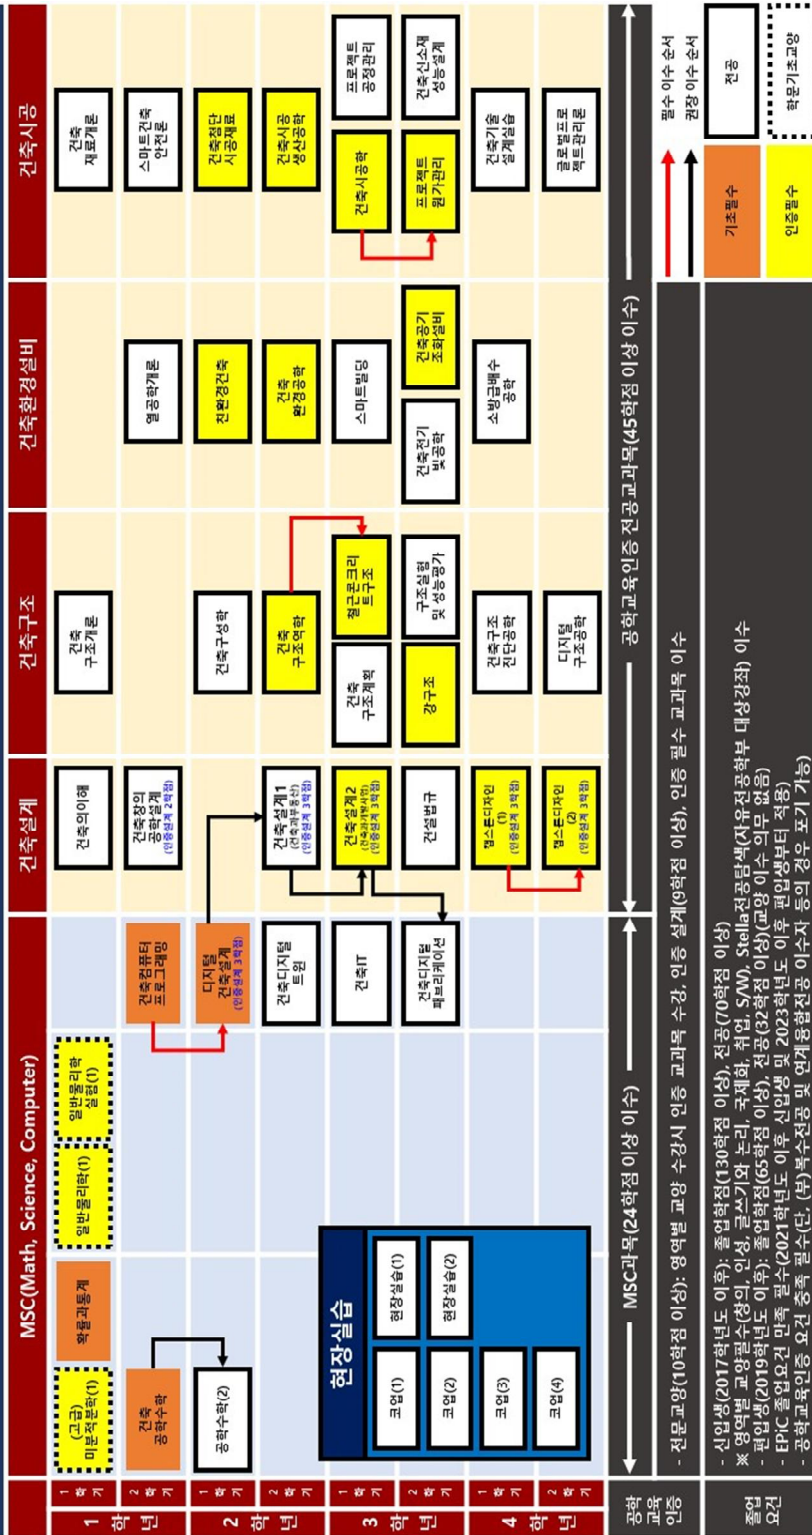 MSC(Math, Science, Computer)
건축설계
건축구조
건축환경설비
건축시공
1
학
년
1
학
기
(고급)
미분적분학(1)
확률과통계
일반물리학(1)
일반물리학
실험(1)
건축의이해
건축
구조개론
건축
재료개론
2
학
기
건축
공학수학
건축컴퓨터
프로그래밍
건축창의
공학설계
(인증설계 2학점)
열공학개론
스마트건축
안전론
2
학
년
1
학
기
공학수학(2)
디지털
건축설계
(인증설계 3학점)
건축구성학
친환경건축
건축첨단
시공재료
2
학
기
건축디지털
트윈
건축설계1
(건축과부동산)
(인증설계 3학점)
건축
구조역학
건축
환경공학
건축시공
생산공학
3
학
년
1
학
기
현장실습
코업(1)
현장실습(1)
건축IT
건축설계2
(건축과개발사업)
(인증설계 3학점)
건축
구조계획
철근콘크리
트구조
스마트빌딩
건축시공학
프로젝트
공정관리
2
학
기
코업(2)
현장실습(2)
건축디지털
패브리케이션
건설법규
강구조
구조실험
및 성능평가
건축전기
빛공학
건축공기
조화설비
프로젝트
원가관리
건축신소재
성능설계
4
학
년
1
학
기
코업(3)
캡스톤디자인
(1)
(인증설계 3학점)
건축구조
진단공학
소방급배수
공학
건축기술
설계실습
2
학
기
코업(4)
캡스톤디자인
(2)
(인증설계 3학점)
디지털
구조공학
글로벌프로
젝트관리론
공학
교육
인증
MSC과목(24학점 이상 이수)
공학교육인증 전공교과목(45학점 이상 이수)
- 전문교양(10학점 이상): 영역별 교양 수강시 인증 교과목 수강, 인증 설계(9학점 이상), 인증 필수 교과목 이수
졸업
요건
- 신입생(2017학년도 이후): 졸업학점(130학점 이상), 전공(70학점 이상)
※ 영역별 교양필수(창의, 인성, 글쓰기와 논리, 국제화, 취업, S/W), Stella전공탐색(자유전공학부 대상강좌) 이수
- 편입생(2019학년도 이후): 졸업학점(65학점 이상), 전공(32학점 이상)(교양 이수 의무 없음)
- EPiC 졸업요건 만족 필수(2021학년도 이후 신입생 및 2023학년도 이후 편입생부터 적용)
- 공학교육인증 요건 충족 필수(단, (부)복수전공 및 연계융합전공 이수자 등의 경우 포기 가능)
필수 이수 순서
권장 이수 순서
기초필수
전공
인증필수
학문기초교양